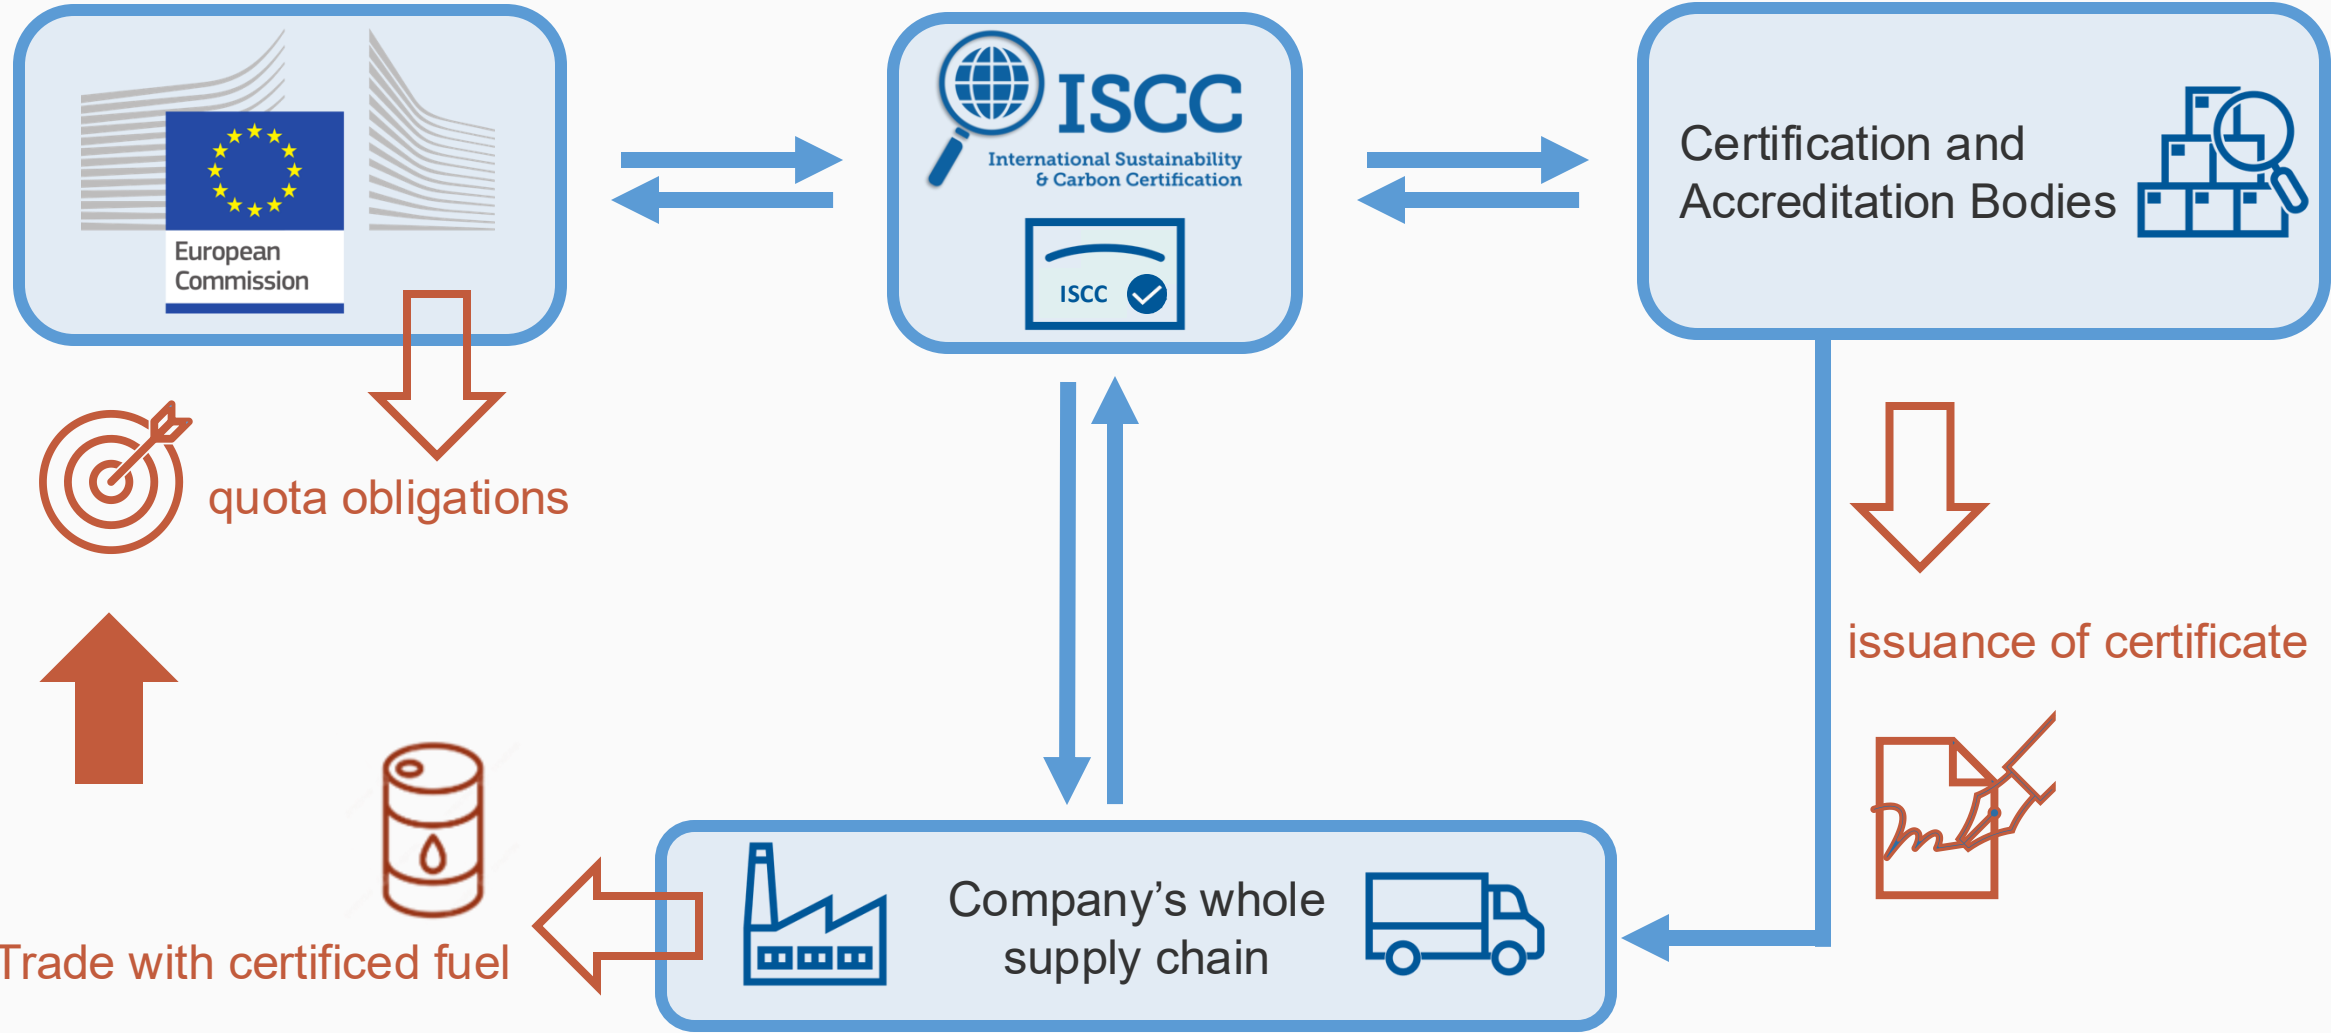 European
Commission
ISCC
International Sustainability
& Carbon Certification
ISCC
Certification and
Accreditation Bodies
quota obligations
issuance of certificate
Trade with certificed fuel
Company’s whole
supply chain